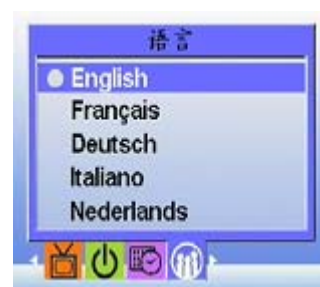 语言
English
Français
Deutsch
Italiano
Nederlands